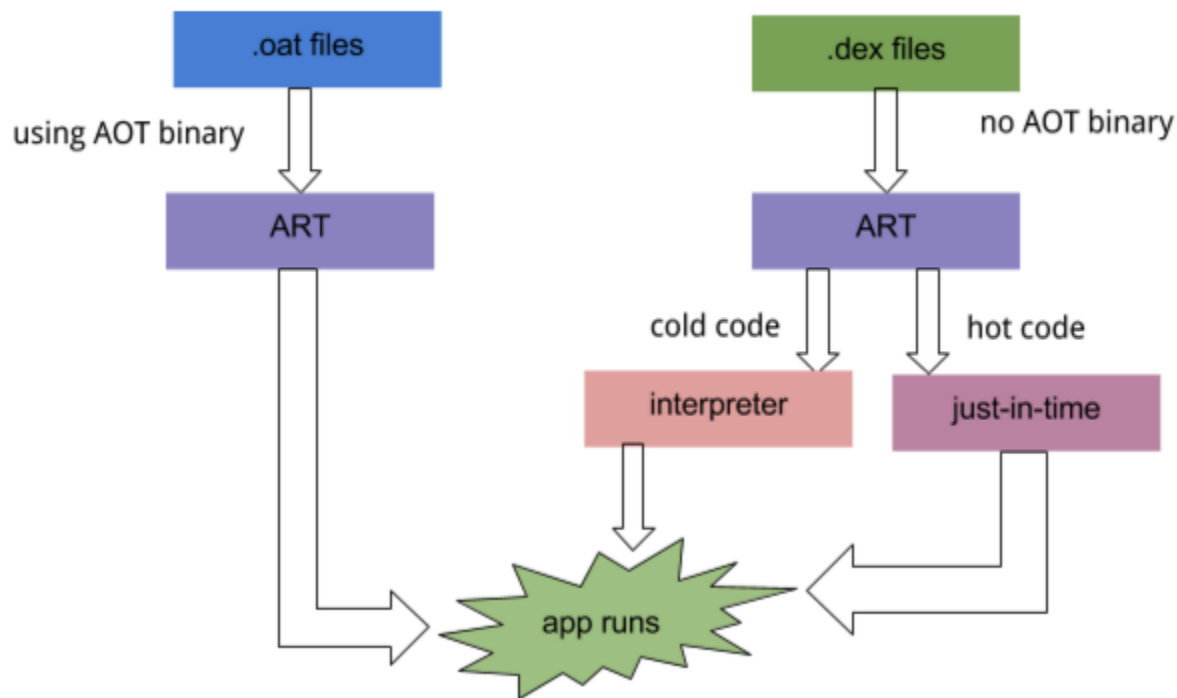 .oat files
.dex files
using AOT binary
no AOT binary
ART
ART
cold code
hot code
interpreter
just-in-time
app runs